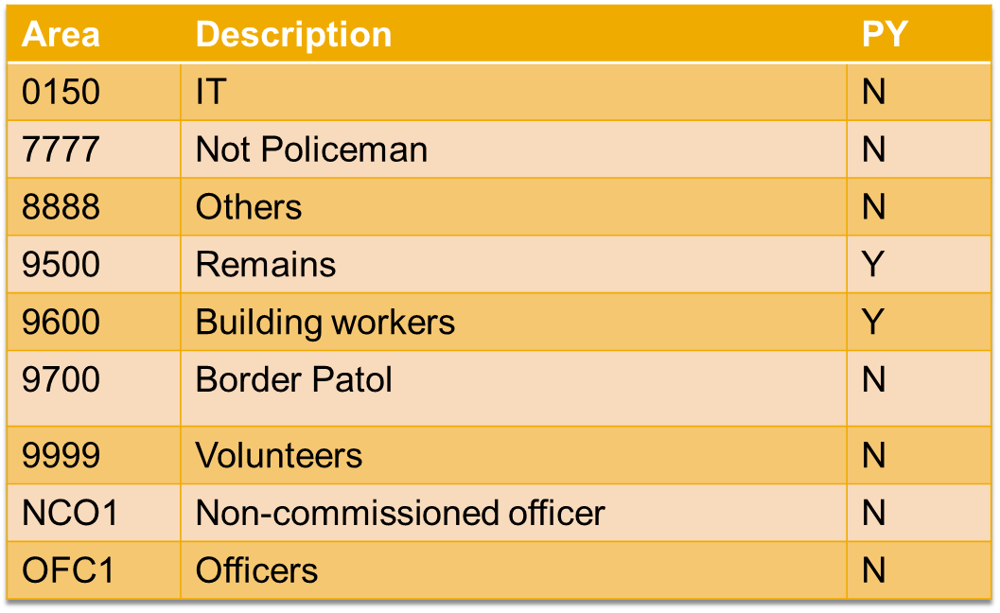 Area Description PY
0150 IT N
7777 Not Policeman N
8888 Others N
9500 Remains Y
9600 Building workers Y
9700 Border Patol N
9999 Volunteers N
NCO1 Non-commissioned officer N
OFC1 Officers N